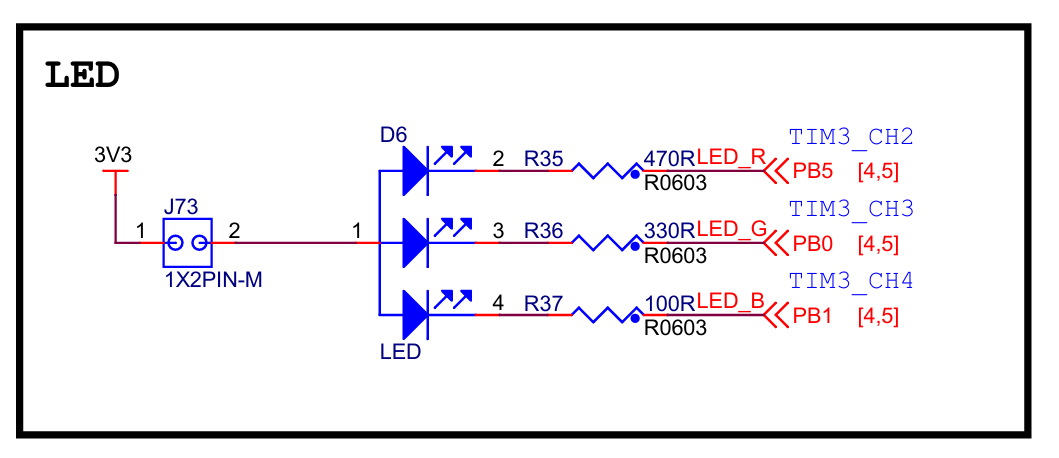 LED
TIM3_CH2
D6
3V3
2 R35 470R LED_R PB5 [4,5]
R0603
TIM3_CH3
J73
1 2 1 3 R36 330R LED_G PB0 [4,5]
R0603
1X2PIN-M
TIM3_CH4
4 R37 100R LED_B PB1 [4,5]
R0603
LED